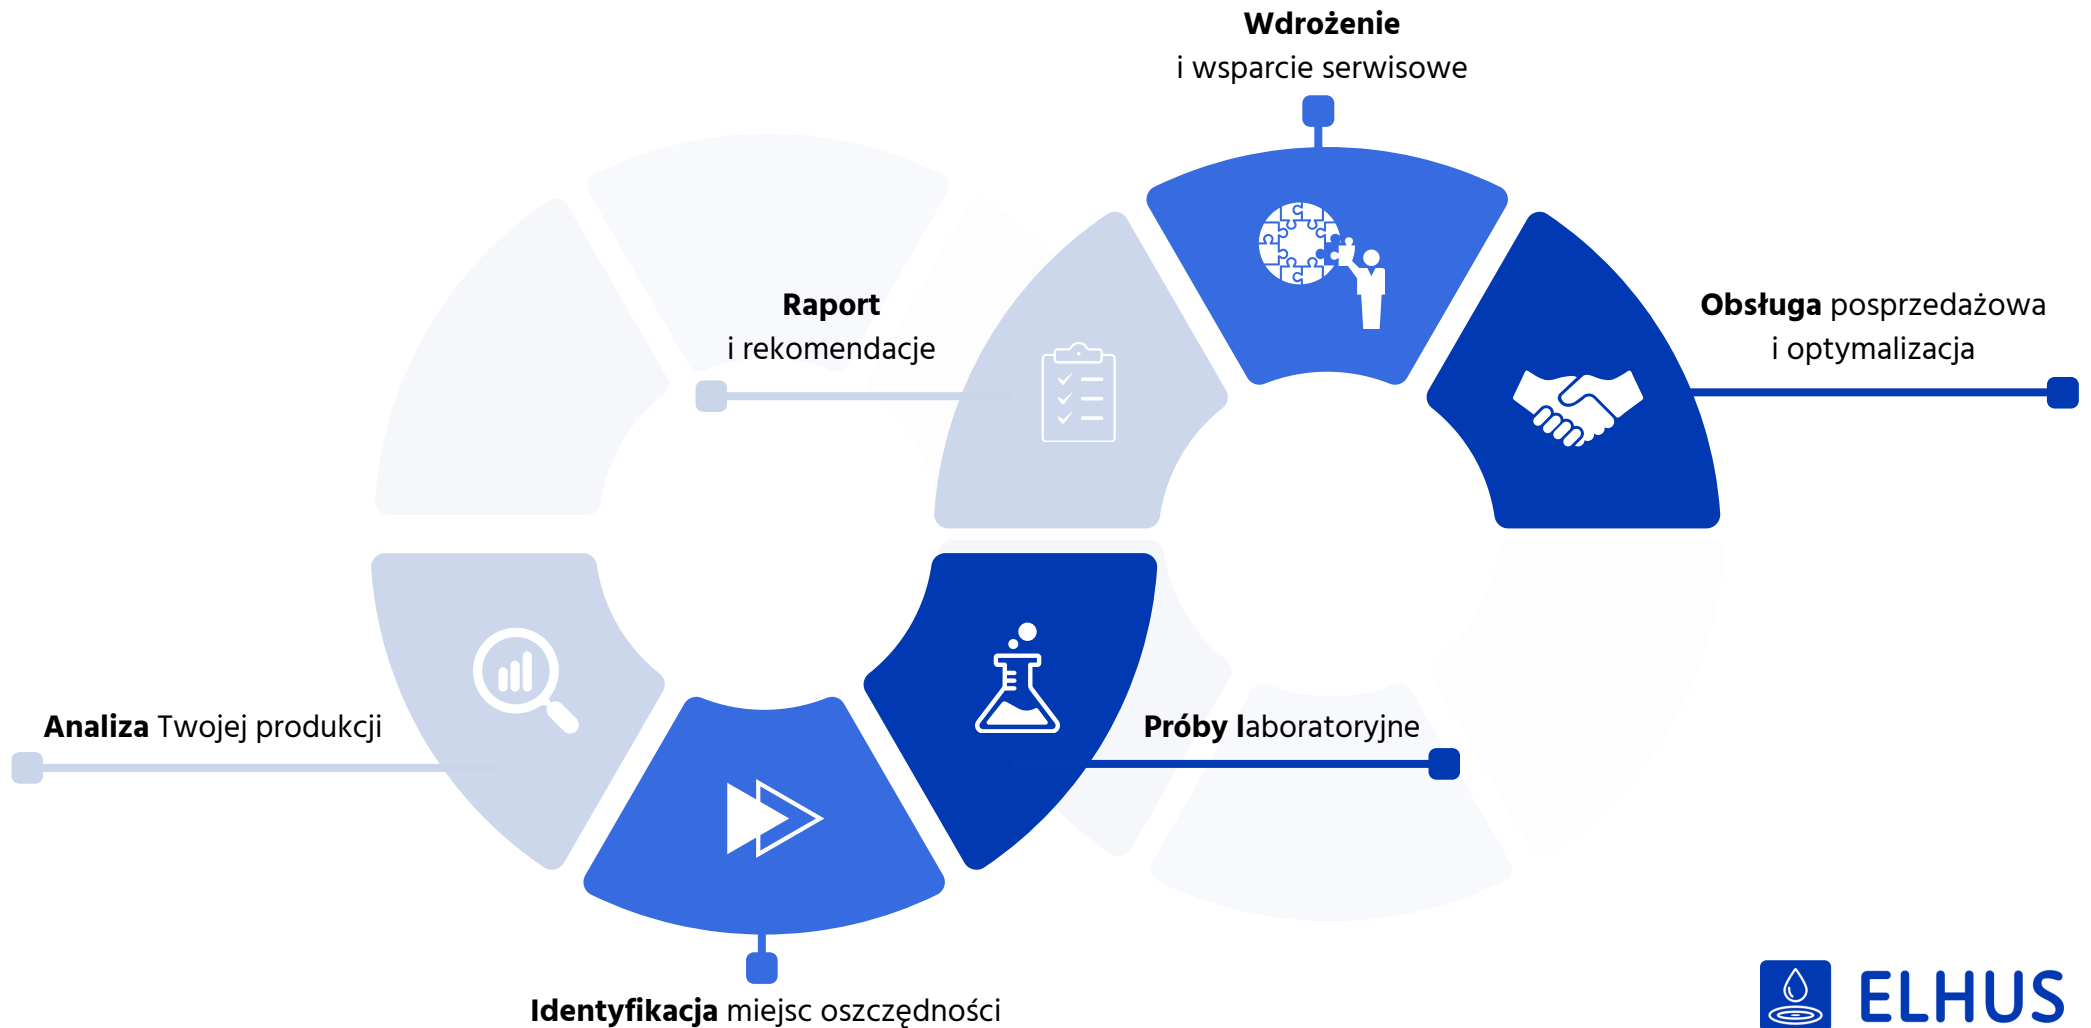 Wdrożenie
i wsparcie serwisowe
Raport
i rekomendacje
Obsługa posprzedażowa
i optymalizacja
Analiza Twojej produkcji
Próby laboratoryjne
Identyfikacja miejsc oszczędności
ELHUS